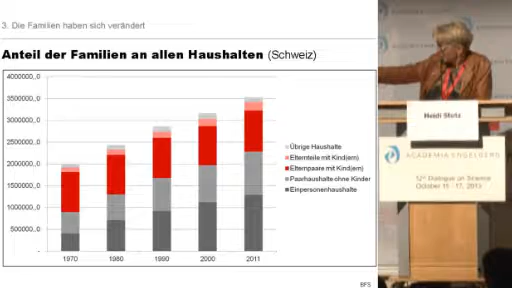 3. Die Familien haben sich verändert
Anteil der Familien an allen Haushalten (Schweiz)
4000000,0
3500000,0
3000000,0
2500000,0
2000000,0
1500000,0
1000000,0
500000,0
-
1970
1980
1990
2000
2011
Übrige Haushalte
Elternteile mit Kind(ern)
Elternpaare mit Kind(ern)
Paarhaushalte ohne Kinder
Einpersonenhaushalte
BFS
Heidi Stutz
ACADEMIA ENGELBERG
12th Dialogue on Science
October 15 - 17, 2013